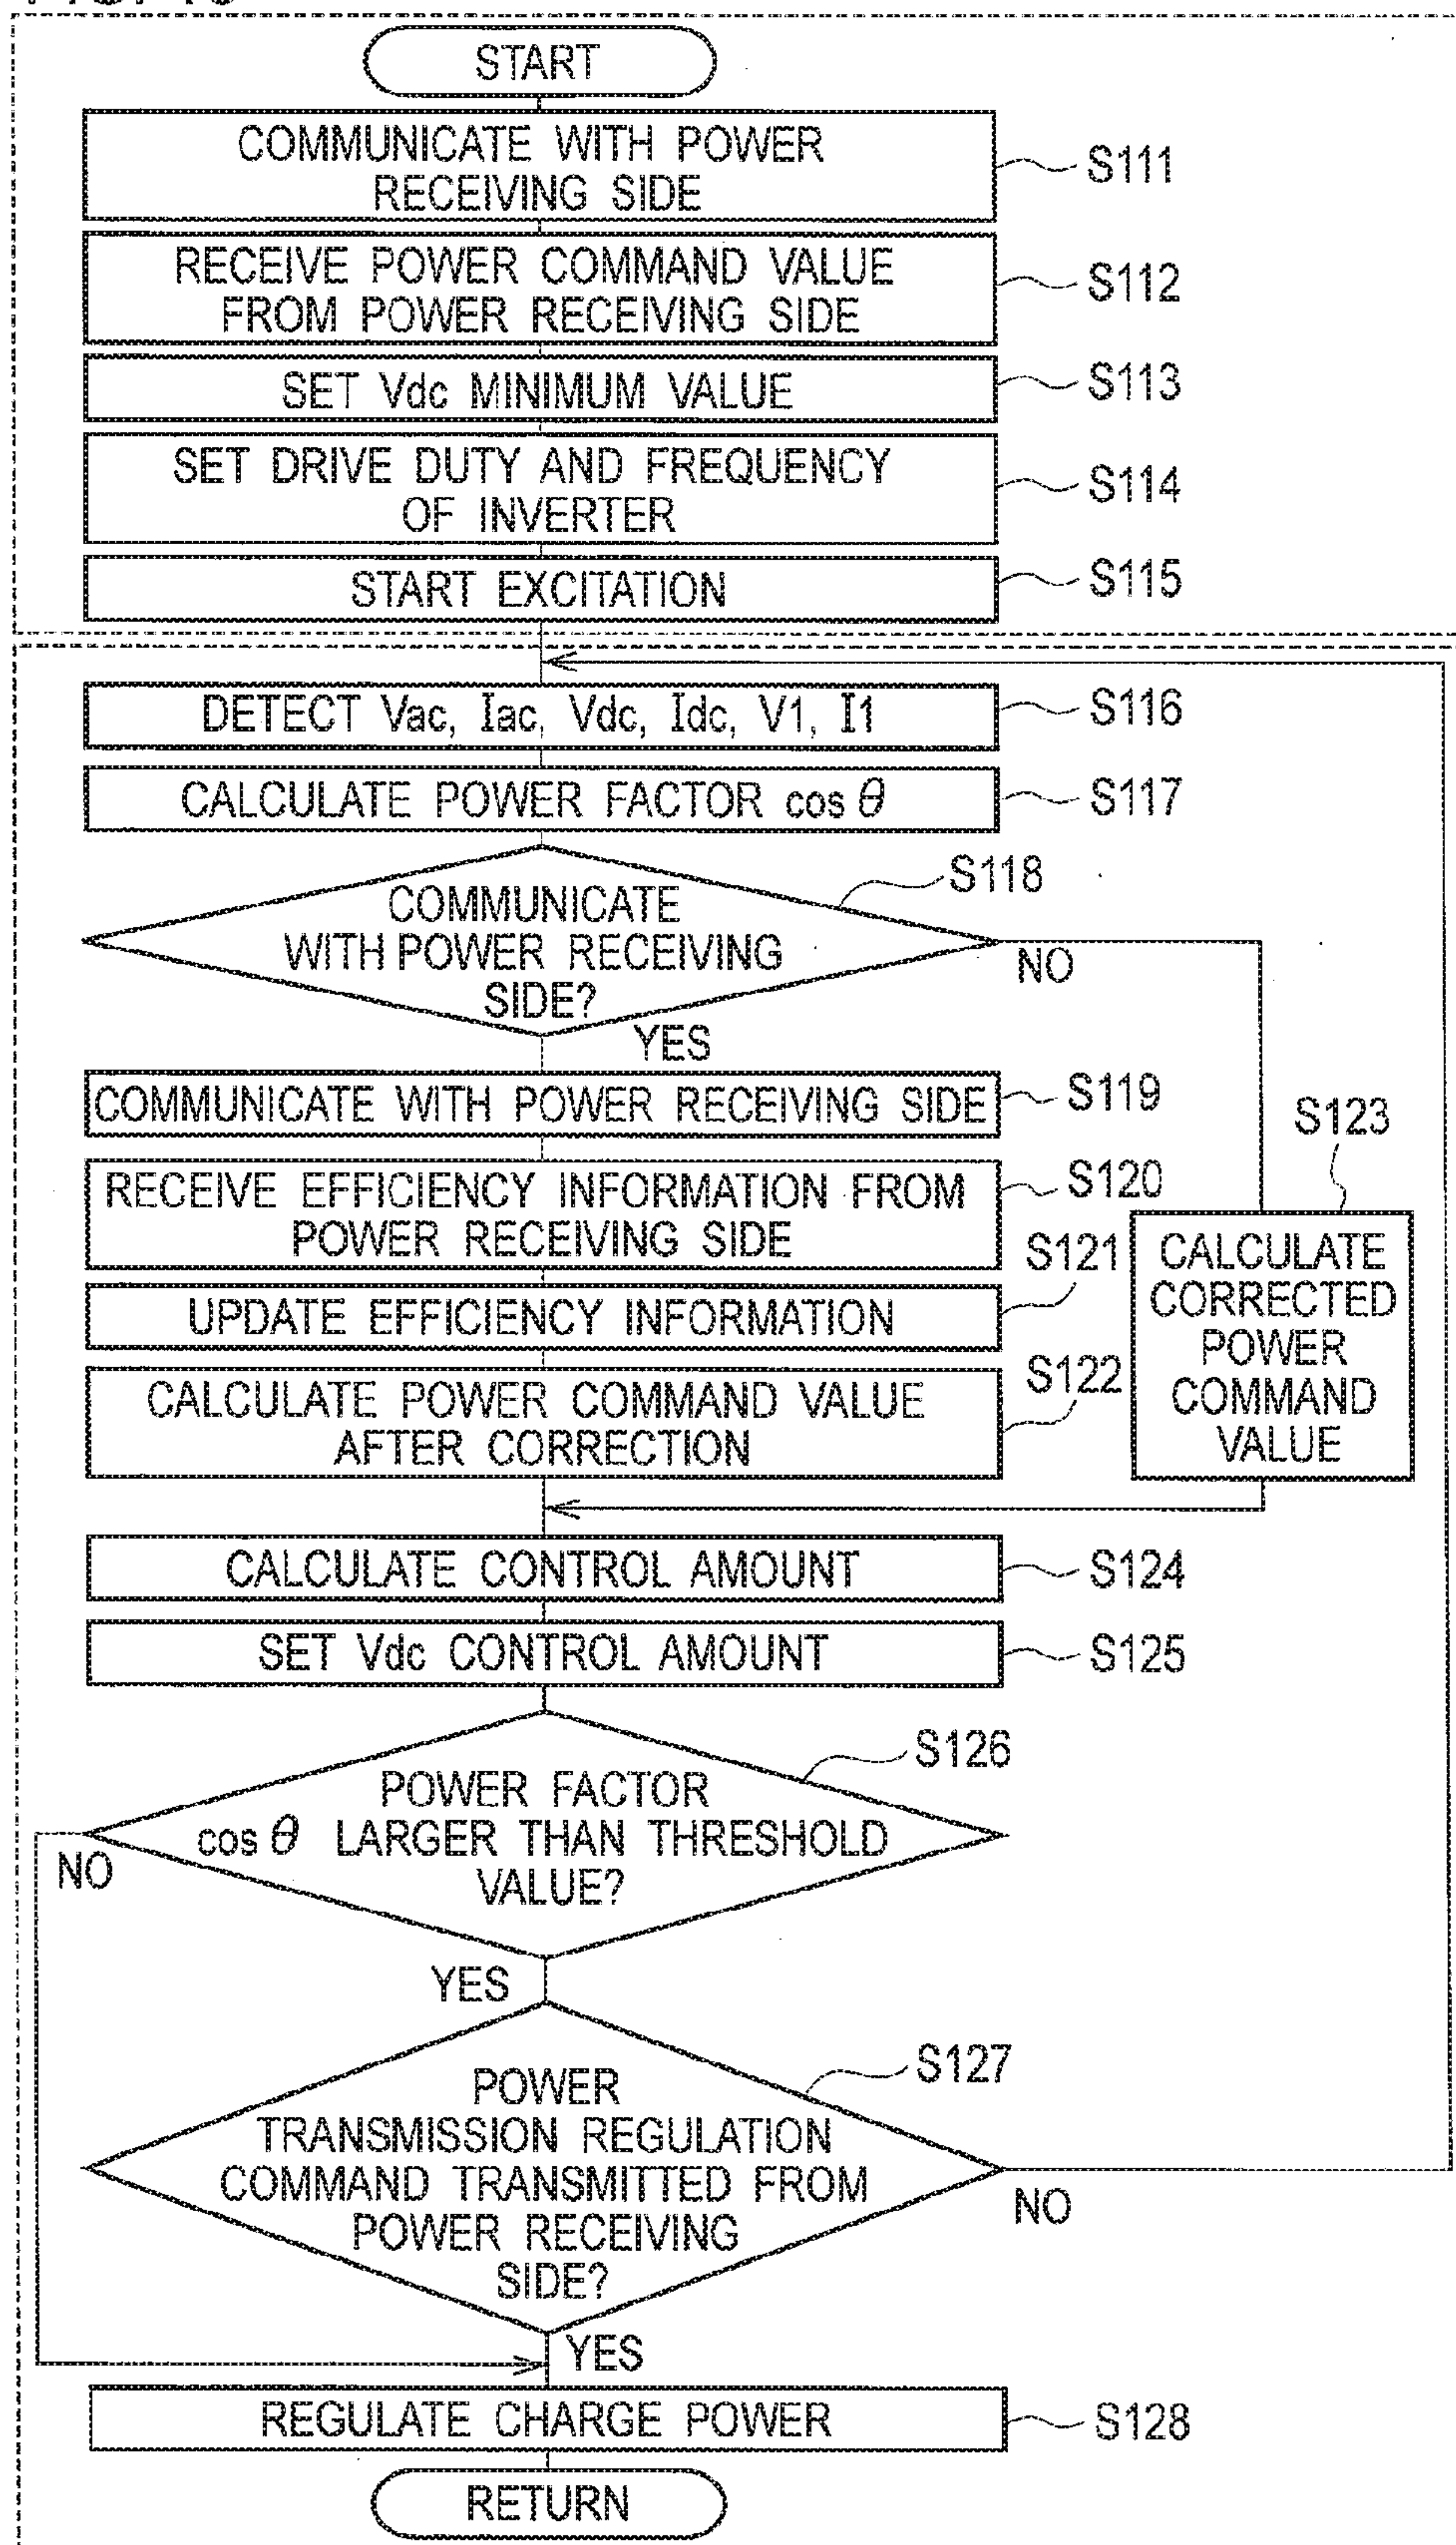 START
COMMUNICATE WITH POWER
RECEIVING SIDE
S111
RECEIVE POWER COMMAND VALUE
FROM POWER RECEIVING SIDE
S112
SET Vdc MINIMUM VALUE
S113
SET DRIVE DUTY AND FREQUENCY
OF INVERTER
S114
START EXCITATION
S115
DETECT Vac, Iac, Vdc, Idc, V1, I1
S116
CALCULATE POWER FACTOR cos θ
S117
COMMUNICATE
WITH POWER RECEIVING
SIDE?
S118
NO
YES
COMMUNICATE WITH POWER RECEIVING SIDE
S119
RECEIVE EFFICIENCY INFORMATION FROM
POWER RECEIVING SIDE
S120
UPDATE EFFICIENCY INFORMATION
S121
CALCULATE POWER COMMAND VALUE
AFTER CORRECTION
S122
S123
CALCULATE
CORRECTED
POWER
COMMAND
VALUE
CALCULATE CONTROL AMOUNT
S124
SET Vdc CONTROL AMOUNT
S125
POWER FACTOR
cos θ LARGER THAN THRESHOLD
VALUE?
S126
NO
YES
POWER
TRANSMISSION REGULATION
COMMAND TRANSMITTED FROM
POWER RECEIVING
SIDE?
S127
NO
YES
REGULATE CHARGE POWER
S128
RETURN